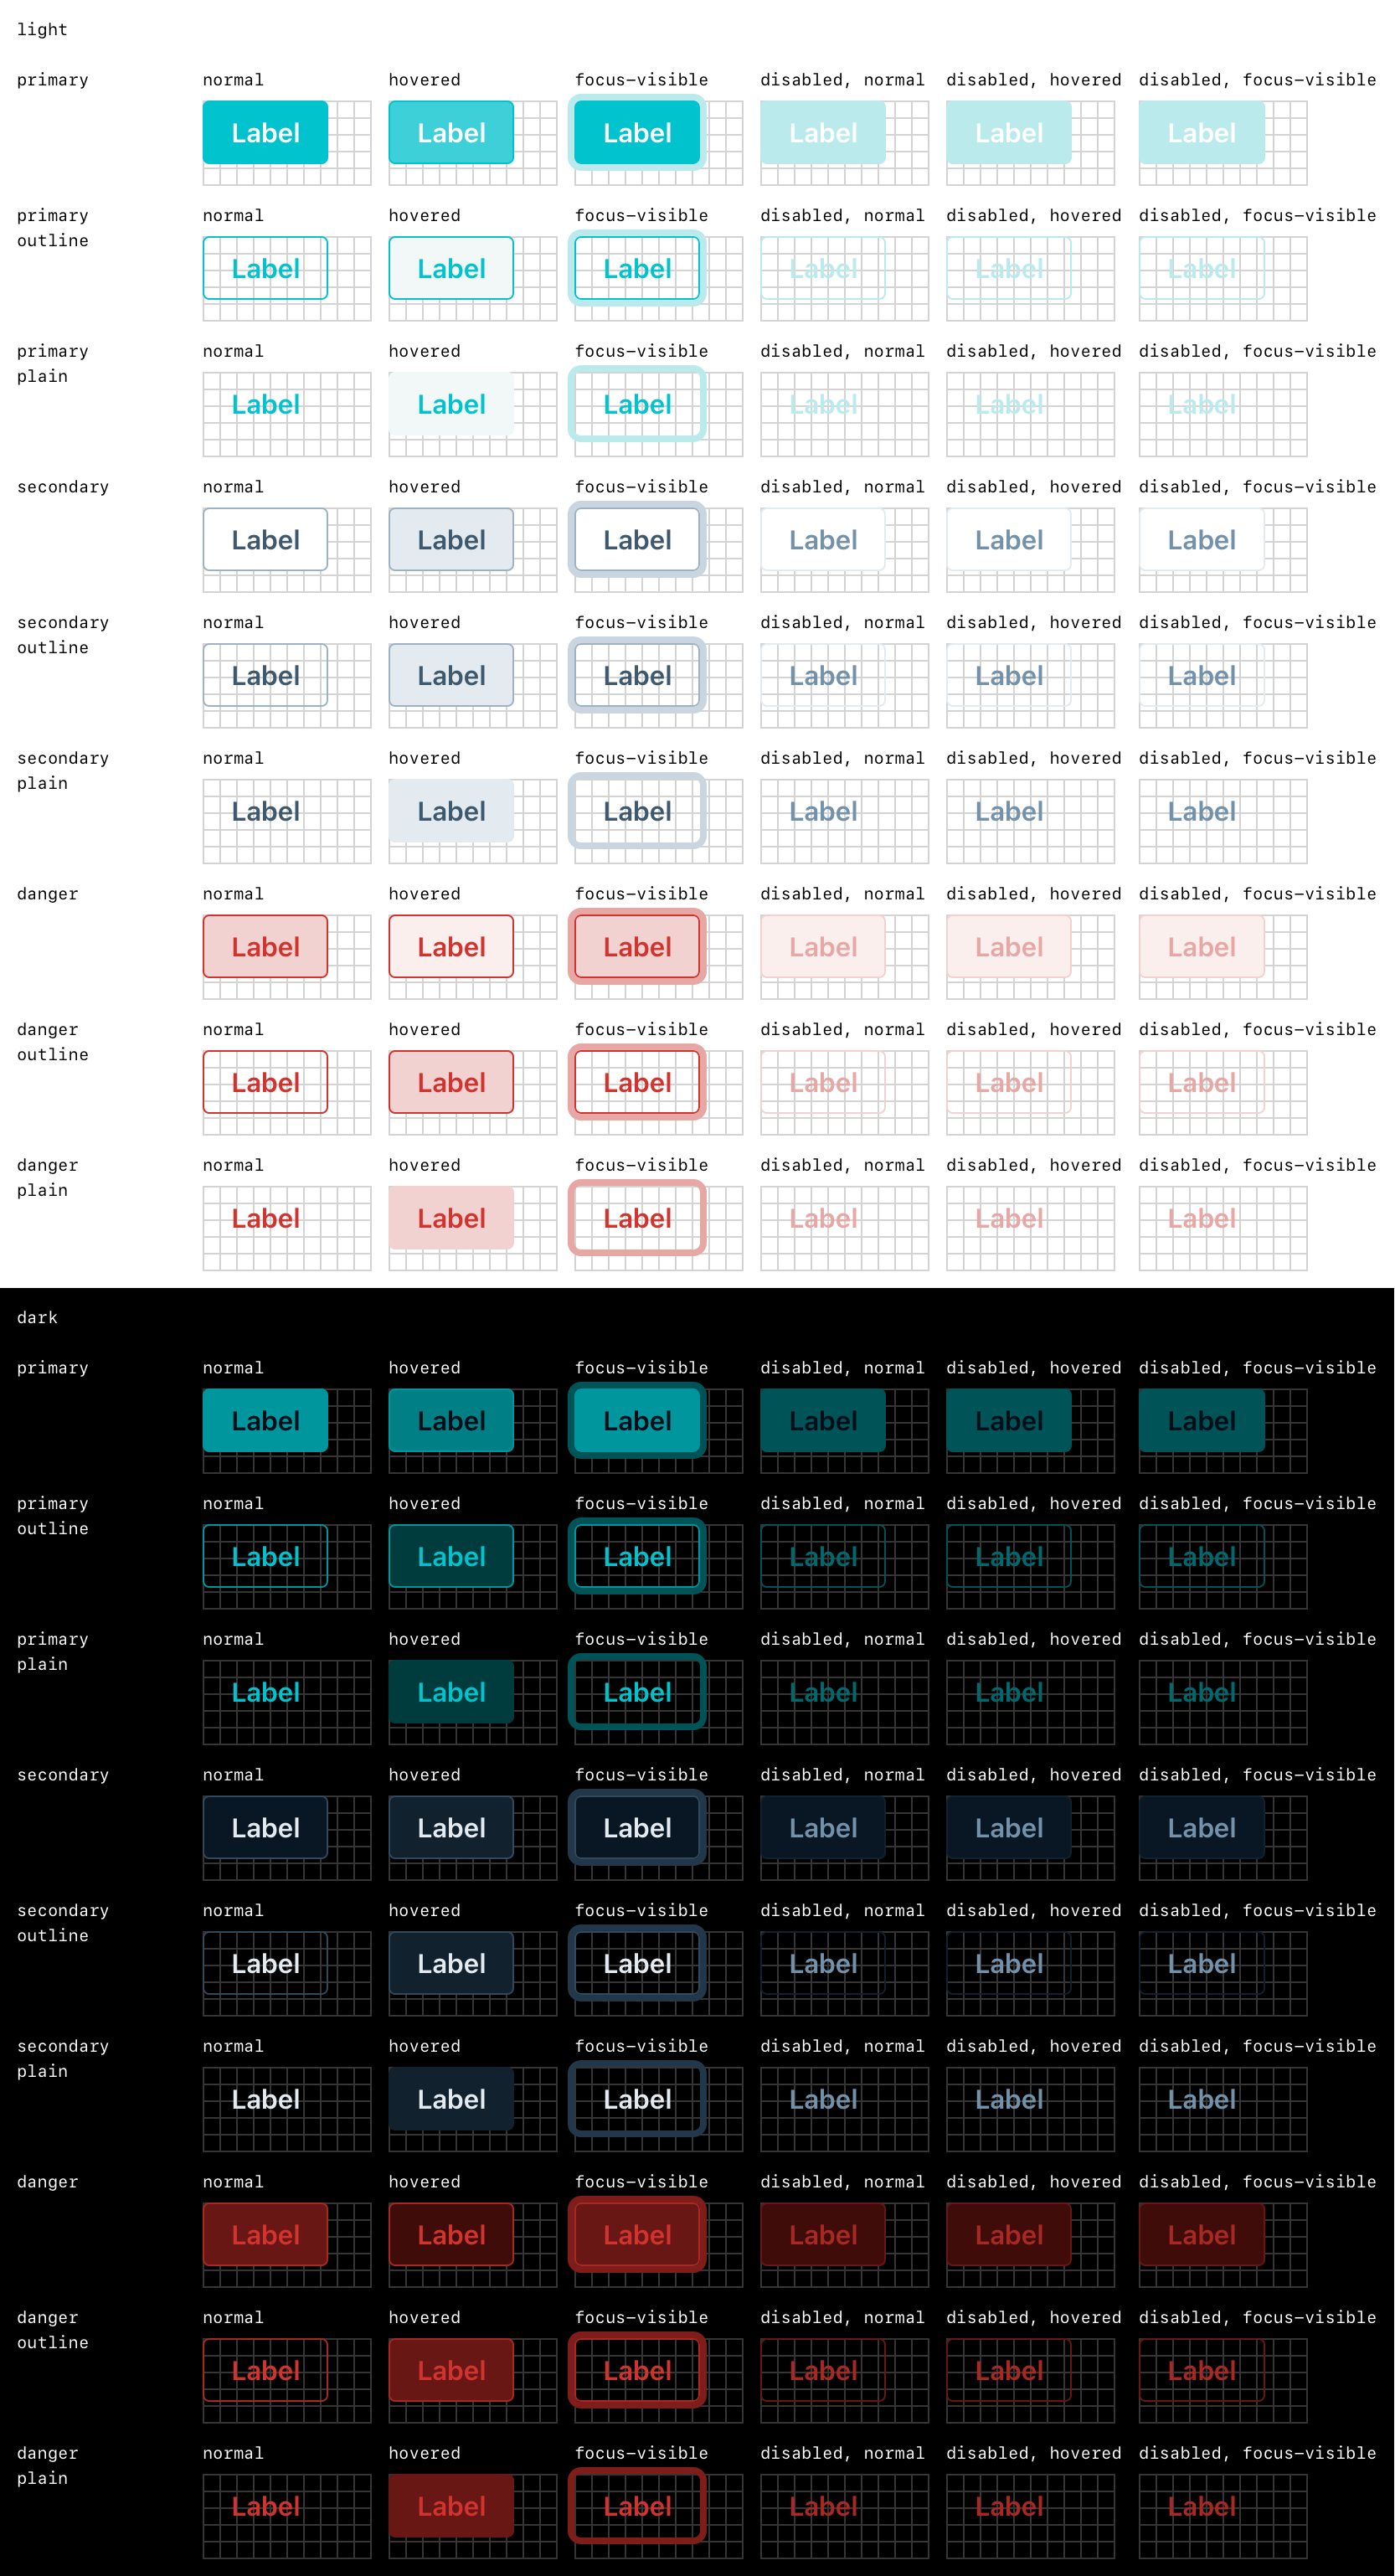 light
primary normal hovered focus-visible disabled, normal disabled, hovered disabled, focus-visible
Label Label Label Label Label Label
primary normal hovered focus-visible disabled, normal disabled, hovered disabled, focus-visible
outline
Label Label Label Label Label Label
primary normal hovered focus-visible disabled, normal disabled, hovered disabled, focus-visible
plain
Label Label Label Label Label Label
secondary normal hovered focus-visible disabled, normal disabled, hovered disabled, focus-visible
Label Label Label Label Label Label
secondary normal hovered focus-visible disabled, normal disabled, hovered disabled, focus-visible
outline
Label Label Label Label Label Label
secondary normal hovered focus-visible disabled, normal disabled, hovered disabled, focus-visible
plain
Label Label Label Label Label Label
danger normal hovered focus-visible disabled, normal disabled, hovered disabled, focus-visible
Label Label Label Label Label Label
danger normal hovered focus-visible disabled, normal disabled, hovered disabled, focus-visible
outline
Label Label Label Label Label Label
danger normal hovered focus-visible disabled, normal disabled, hovered disabled, focus-visible
plain
Label Label Label Label Label Label
dark
primary normal hovered focus-visible disabled, normal disabled, hovered disabled, focus-visible
Label Label Label Label Label Label
primary normal hovered focus-visible disabled, normal disabled, hovered disabled, focus-visible
outline
Label Label Label Label Label Label
primary normal hovered focus-visible disabled, normal disabled, hovered disabled, focus-visible
plain
Label Label Label Label Label Label
secondary normal hovered focus-visible disabled, normal disabled, hovered disabled, focus-visible
Label Label Label Label Label Label
secondary normal hovered focus-visible disabled, normal disabled, hovered disabled, focus-visible
outline
Label Label Label Label Label Label
secondary normal hovered focus-visible disabled, normal disabled, hovered disabled, focus-visible
plain
Label Label Label Label Label Label
danger normal hovered focus-visible disabled, normal disabled, hovered disabled, focus-visible
Label Label Label Label Label Label
danger normal hovered focus-visible disabled, normal disabled, hovered disabled, focus-visible
outline
Label Label Label Label Label Label
danger normal hovered focus-visible disabled, normal disabled, hovered disabled, focus-visible
plain
Label Label Label Label Label Label